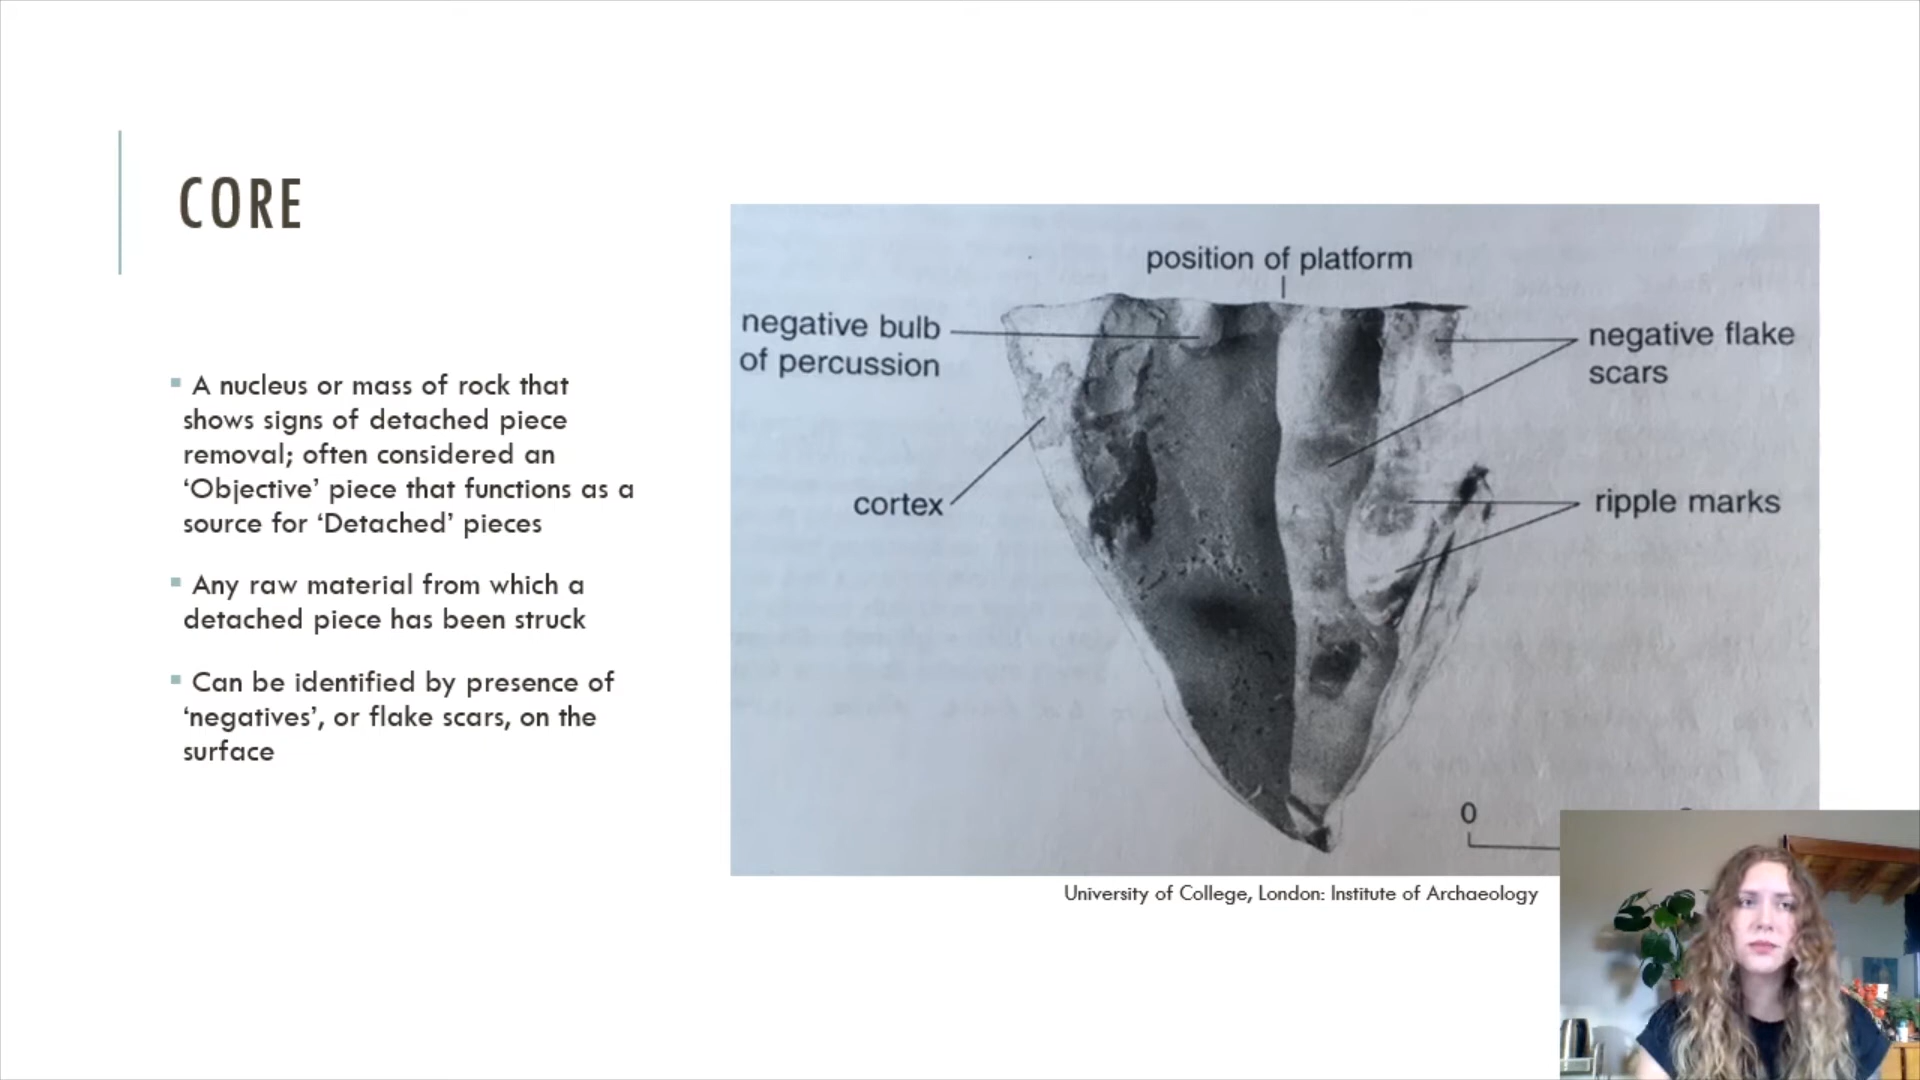 CORE
A nucleus or mass of rock that
shows signs of detached piece
removal; often considered an
‘Objective’ piece that functions as a
source for ‘Detached’ pieces
Any raw material from which a
detached piece has been struck
Can be identified by presence of
‘negatives’, or flake scars, on the
surface
position of platform
negative bulb
of percussion
cortex
negative flake
scars
ripple marks
0
University of College, London: Institute of Archaeology